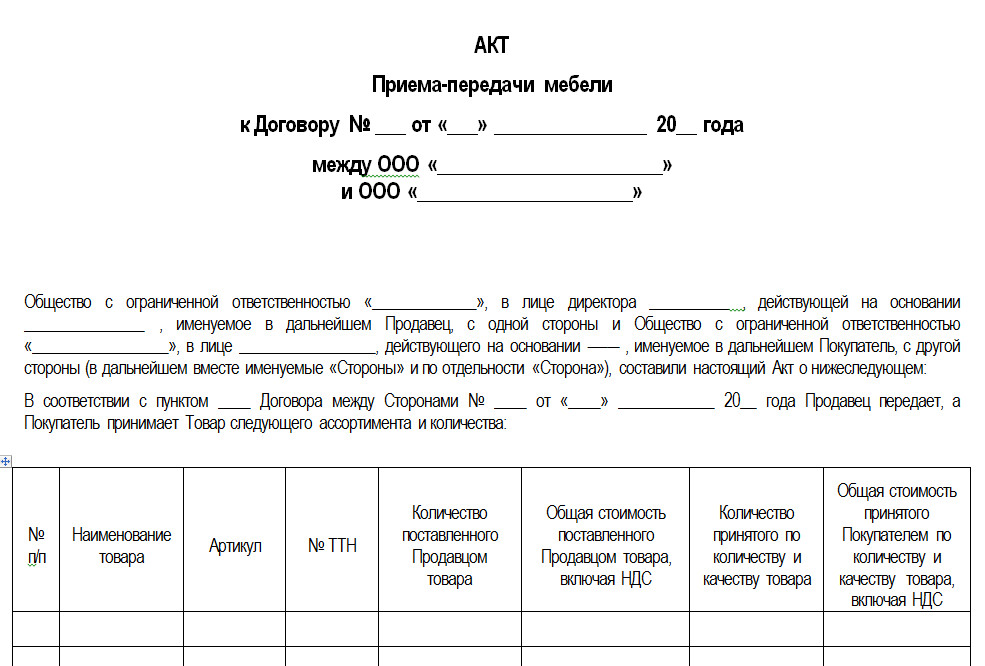 АКТ
Приема-передачи мебели
к Договору № ___ от «___» _______________ 20__ года
между ООО «______________________»
и ООО «_____________________»
Общество с ограниченной ответственностью «_____________», в лице директора __________, действующей на основании
_______________ , именуемое в дальнейшем Продавец, с одной стороны и Общество с ограниченной ответственностью
«_________________», в лице _________________, действующего на основании —— , именуемое в дальнейшем Покупатель, с другой
стороны (в дальнейшем вместе именуемые «Стороны» и по отдельности «Сторона»), составили настоящий Акт о нижеследующем:
В соответствии с пунктом ____ Договора между Сторонами № ____ от «____» ____________ 20__ года Продавец передает, а
Покупатель принимает Товар следующего ассортимента и количества:
№
п/п
Наименование
товара
Артикул
№ ТТН
Количество
поставленного
Продавцом
товара
Общая стоимость
поставленного
Продавцом товара,
включая НДС
Количество
принятого по
количеству и
качеству товара
Общая стоимость
принятого
Покупателем по
количеству и
качеству товара,
включая НДС